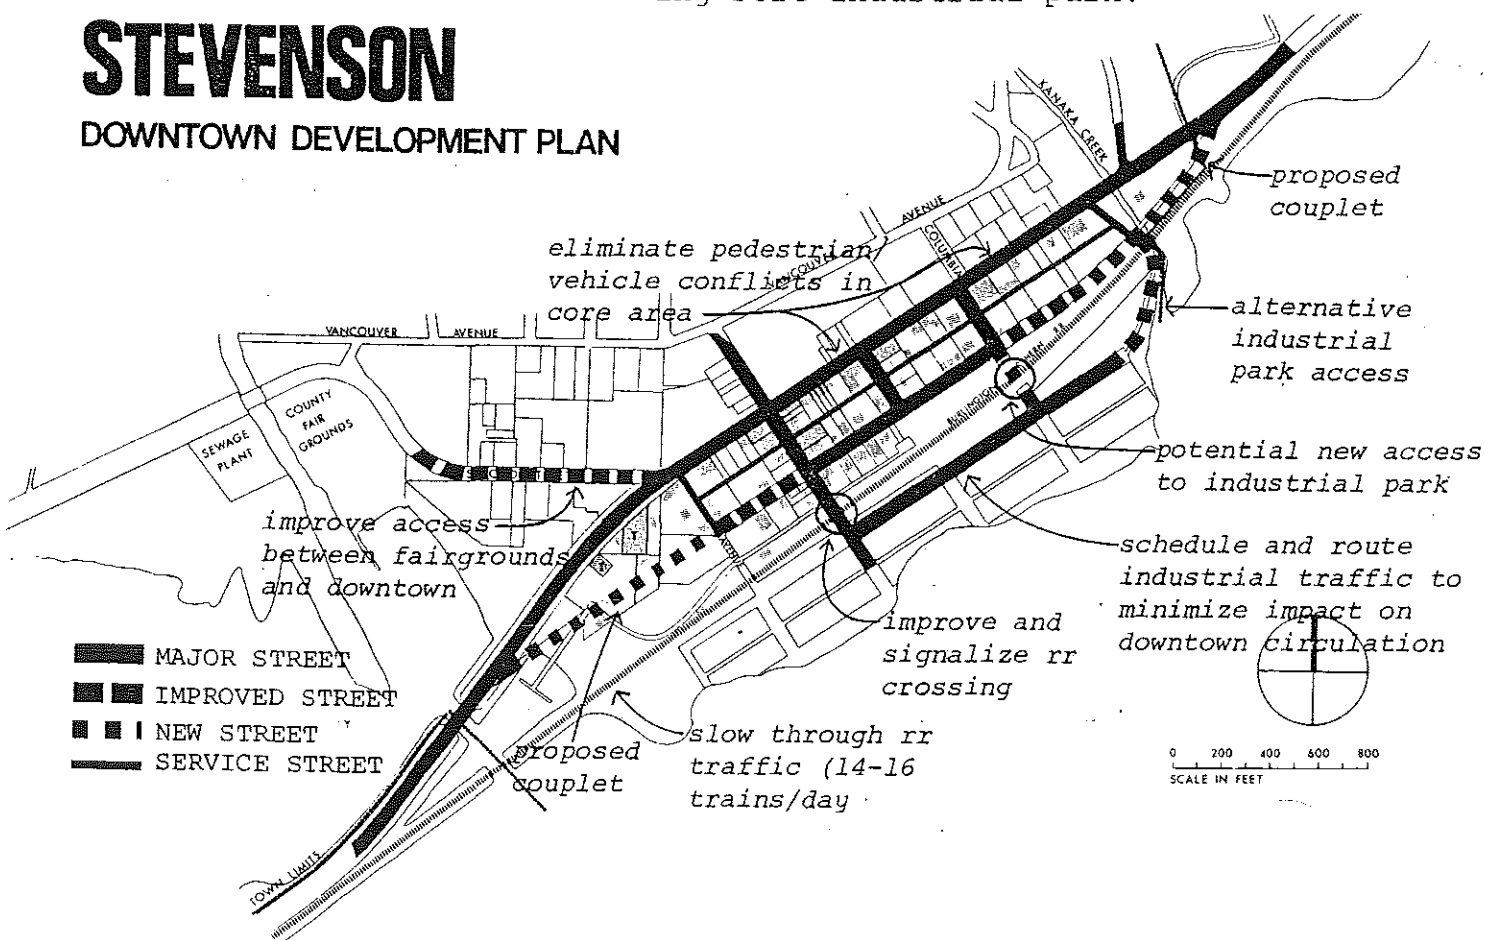 STEVENSON
DOWNTOWN DEVELOPMENT PLAN
KANAKA CREEK
proposed
couplet
AVENUE
COLUMBIA
VANCOUVER
eliminate pedestrian/
vehicle conflicts in
core area
alternative
industrial
park access
VANCOUVER AVENUE
COUNTY
FAIR
GROUNDS
SEWAGE
PLANT
BURLINGTON
R.R.
potential new access
to industrial park
improve access
between fairgrounds
and downtown
schedule and route
industrial traffic to
minimize impact on
downtown circulation
improve and
signalize rr
crossing
MAJOR STREET
IMPROVED STREET
NEW STREET
SERVICE STREET
proposed
couplet
slow through rr
traffic (14-16
trains/day
0 200 400 600 800
SCALE IN FEET
TOWN LIMITS